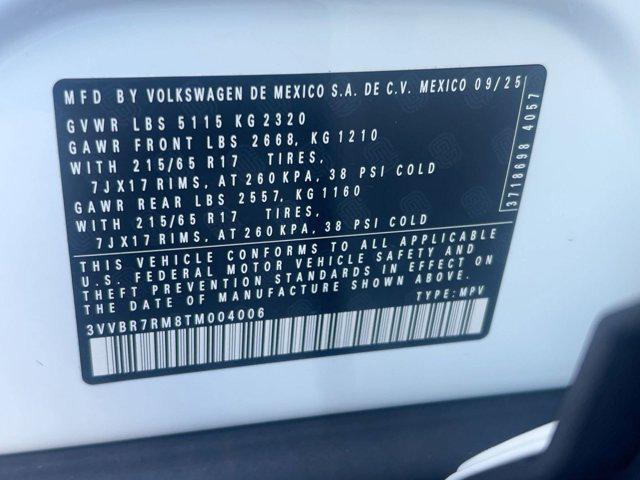 MFD BY VOLKSWAGEN DE MEXICO S.A. DE C.V. MEXICO 09/25
GVWR LBS 5115 KG 2320
GAWR FRONT LBS 2668, KG 1210
WITH 215/65 R17 TIRES,
7JX17 RIMS, AT 260 KPA, 38 PSI COLD
GAWR REAR LBS 2557, KG 1160
WITH 215/65 R17 TIRES,
7JX17 RIMS, AT 260 KPA, 38 PSI COLD
THIS VEHICLE CONFORMS TO ALL APPLICABLE
U.S. FEDERAL MOTOR VEHICLE SAFETY AND
THEFT PREVENTION STANDARDS IN EFFECT ON
THE DATE OF MANUFACTURE SHOWN ABOVE.
3VVBR7RM8TM004006 TYPE: MPV
3718698 4057